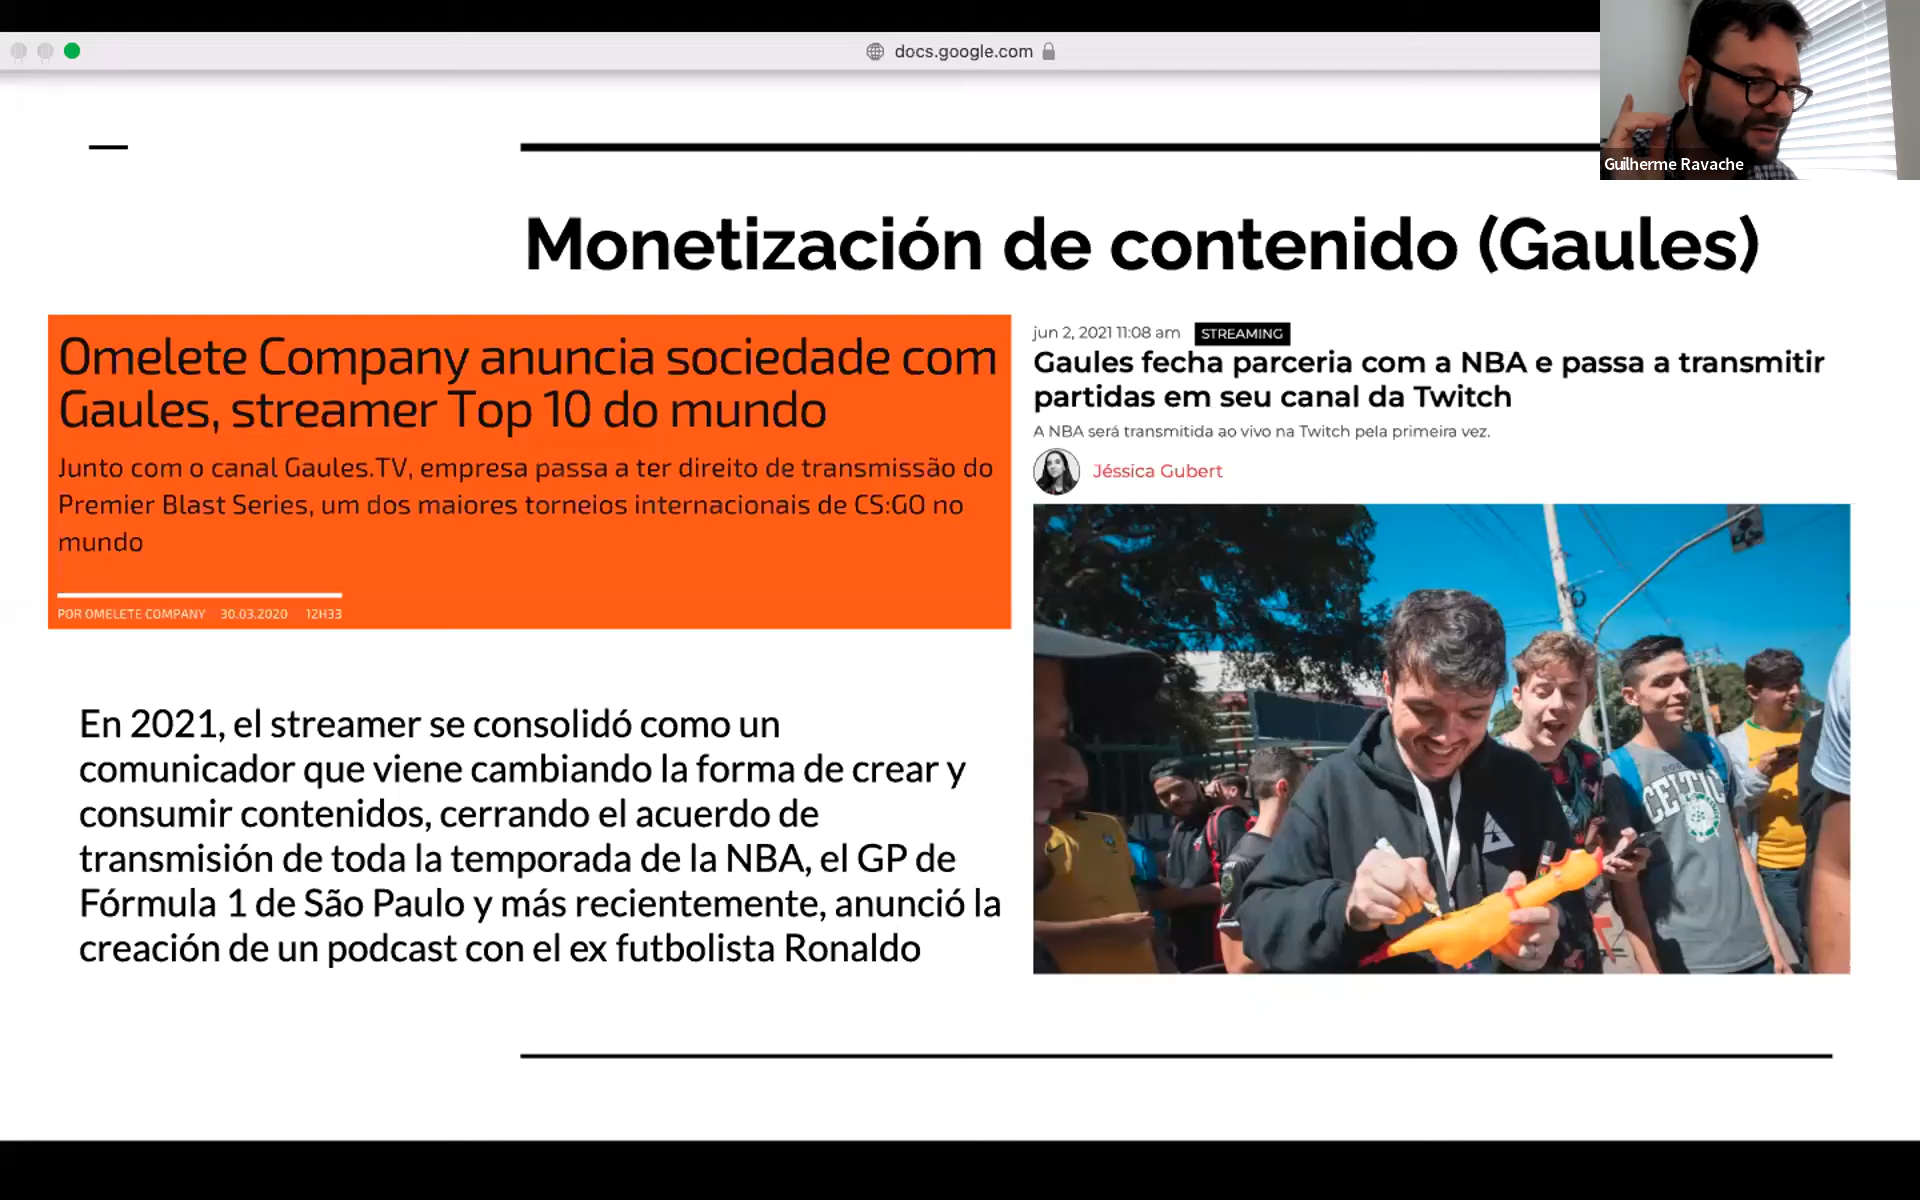 docs.google.com
Guilherme Ravache
Monetización de contenido (Gaules)
Omelete Company anuncia sociedade com
Gaules, streamer Top 10 do mundo
Junto com o canal Gaules.TV, empresa passa a ter direito de transmissão do
Premier Blast Series, um dos maiores torneios internacionais de CS:GO no
mundo
POR OMELETE COMPANY 30.03.2020 12H33
En 2021, el streamer se consolidó como un
comunicador que viene cambiando la forma de crear y
consumir contenidos, cerrando el acuerdo de
transmisión de toda la temporada de la NBA, el GP de
Fórmula 1 de São Paulo y más recientemente, anunció la
creación de un podcast con el ex futbolista Ronaldo
jun 2, 2021 11:08 am STREAMING
Gaules fecha parceria com a NBA e passa a transmitir
partidas em seu canal da Twitch
A NBA será transmitida ao vivo na Twitch pela primeira vez.
Jéssica Gubert
CELTIC